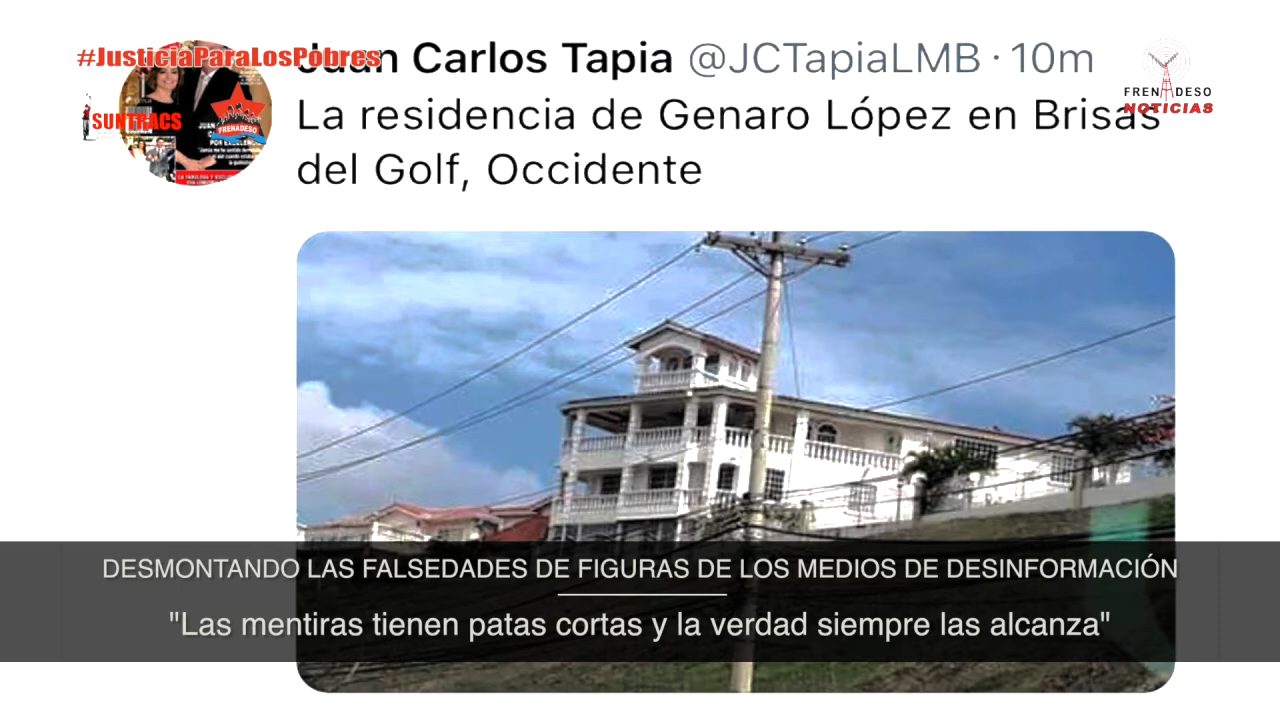 #JusticiaParaLosPobres
Juan Carlos Tapia @JCTapiaLMB · 10m
La residencia de Genaro López en Brisas
del Golf, Occidente
SUNTRACS
FRENADESO
FRENADESO
NOTICIAS
DESMONTANDO LAS FALSEDADES DE FIGURAS DE LOS MEDIOS DE DESINFORMACIÓN
"Las mentiras tienen patas cortas y la verdad siempre las alcanza"